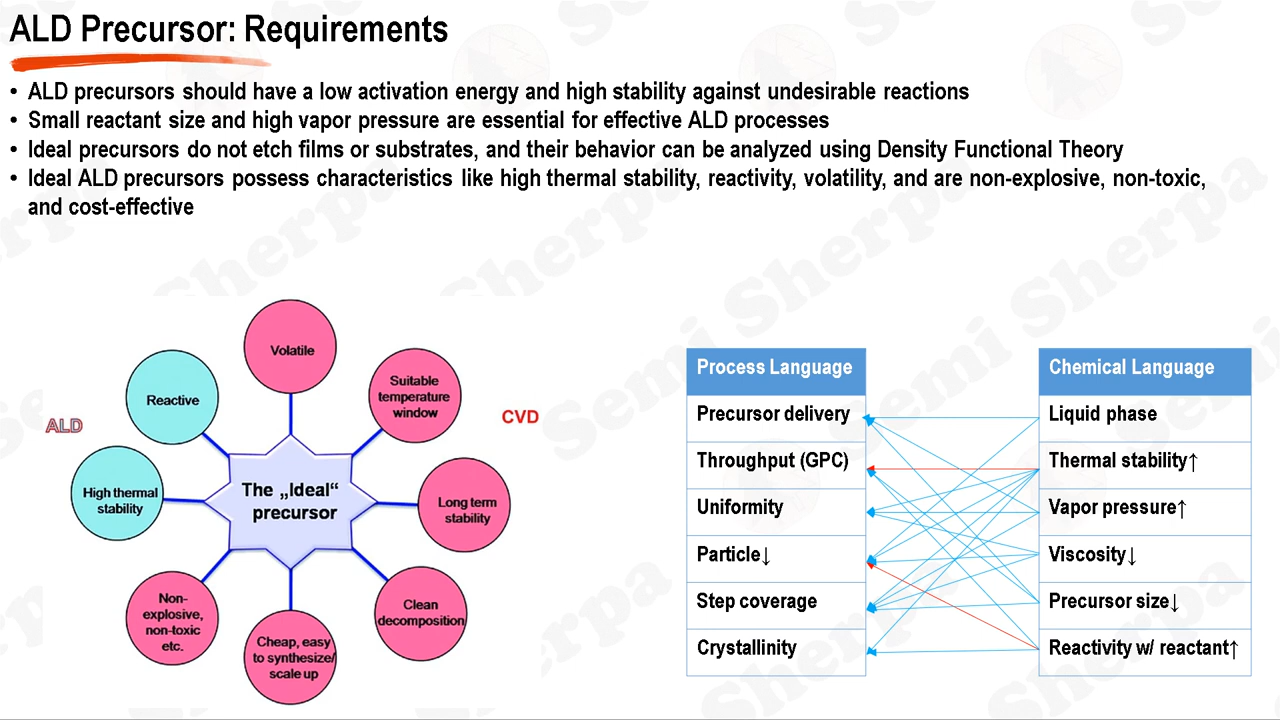 ALD Precursor: Requirements
• ALD precursors should have a low activation energy and high stability against undesirable reactions
• Small reactant size and high vapor pressure are essential for effective ALD processes
• Ideal precursors do not etch films or substrates, and their behavior can be analyzed using Density Functional Theory
• Ideal ALD precursors possess characteristics like high thermal stability, reactivity, volatility, and are non-explosive, non-toxic,
and cost-effective
Volatile
Suitable
temperature
window
Reactive
ALD
CVD
High thermal
stability
The „Ideal“
precursor
Long term
stability
Non-
explosive,
non-toxic
etc.
Clean
decomposition
Cheap, easy
to synthesize/
scale up
Process Language
Precursor delivery
Throughput (GPC)
Uniformity
Particle↓
Step coverage
Crystallinity
Chemical Language
Liquid phase
Thermal stability↑
Vapor pressure↑
Viscosity↓
Precursor size↓
Reactivity w/ reactant↑
Semi Sherpa